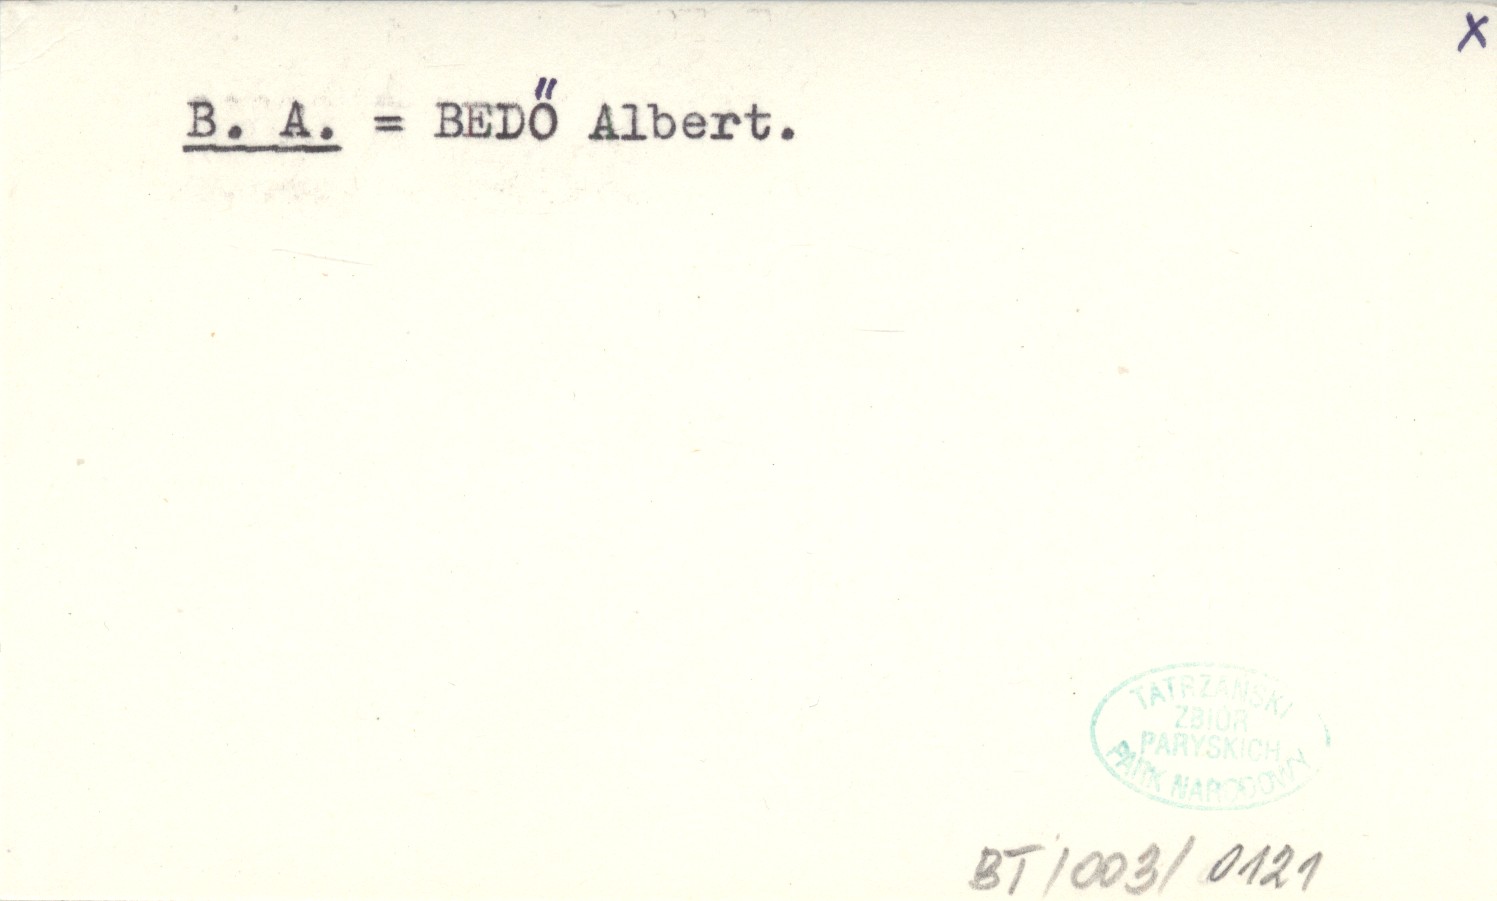 x
B. A. = BEDŐ Albert.
TATRZAŃSKI
ZBIÓR
PARYSKICH
PARK NARODOWY
BT/003/0121